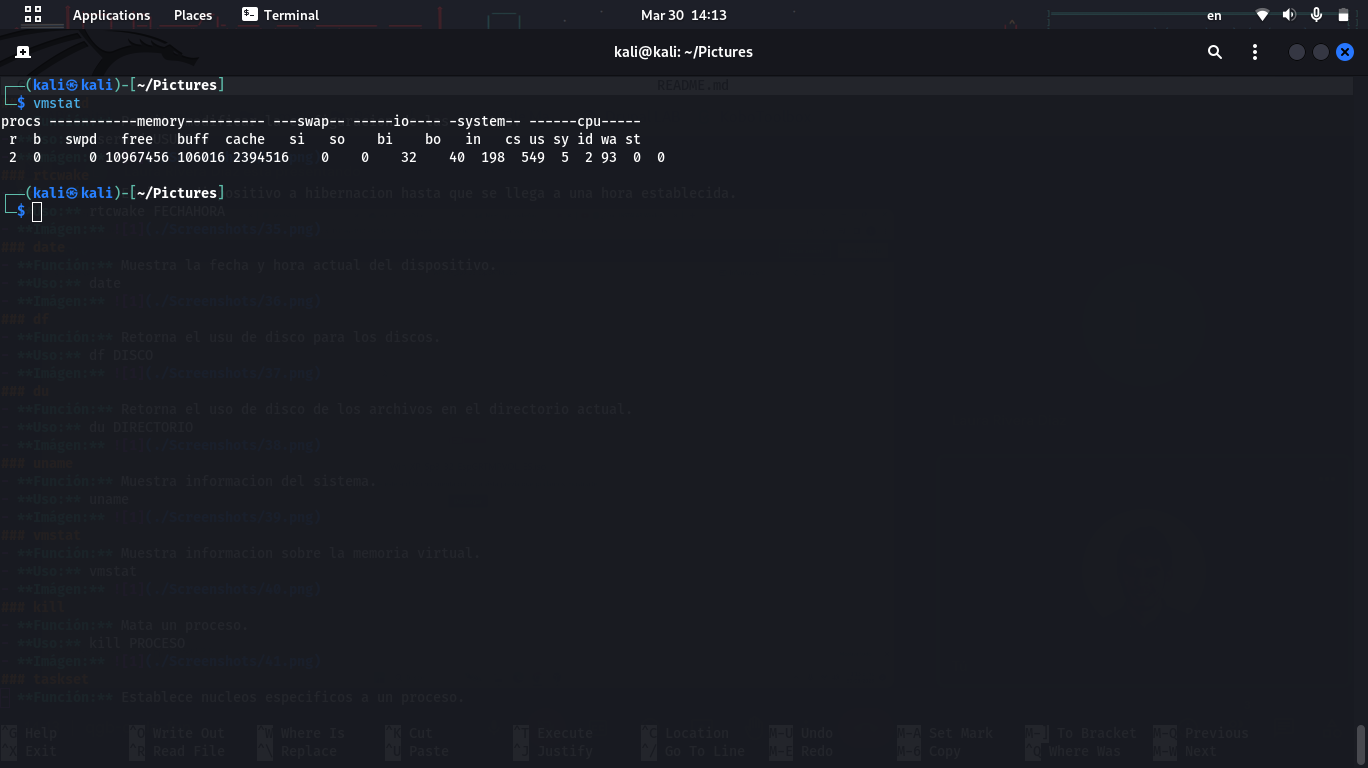 Applications Places Terminal Mar 30 14:13 en
kali@kali: ~/Pictures
┌──(kali㉿kali)-[~/Pictures]
README.md
└─$ vmstat
procs -----------memory---------- ---swap-- -----io---- -system-- ------cpu-----
 r  b   swpd   free   buff  cache   si   so    bi    bo   in   cs us sy id wa st
 2  0      0 10967456 106016 2394516    0    0    32    40  198  549  5  2 93  0  0
### rtcwake
┌──(kali㉿kali)-[~/Pictures]
positivo a hibernacion hasta que se llega a una hora establecida.
└─$
Uso:** rtcwake FECHAHORA
- **Imagen:** /ScreenShots/35.png)
### date
- **Función:** Muestra la fecha y hora actual del dispositivo.
- **Uso:** date
- **Imagen:** /ScreenShots/36.png)
### df
- **Función:** Retorna el usu de disco para los discos.
- **Uso:** df DISCO
- **Imagen:** /ScreenShots/37.png)
### du
- **Función:** Retorna el uso de disco de los archivos en el directorio actual.
- **Uso:** du DIRECTORIO
- **Imagen:** /ScreenShots/38.png)
### uname
- **Función:** Muestra informacion del sistema.
- **Uso:** uname
- **Imagen:** /ScreenShots/39.png)
### vmstat
- **Función:** Muestra informacion sobre la memoria virtual.
- **Uso:** vmstat
- **Imagen:** /ScreenShots/40.png)
### kill
- **Función:** Mata un proceso.
- **Uso:** kill PROCESO
- **Imagen:** /ScreenShots/41.png)
### taskset
- **Función:** Establece nucleos especificos a un proceso.
^G Help ^O Write Out ^W Where Is ^K Cut ^T Execute ^C Location M-U Undo M-A Set Mark M-] To Bracket M-Q Previous
^X Exit ^R Read File ^\ Replace ^U Paste ^J Justify ^/ Go To Line M-E Redo M-6 Copy ^Q Where Was M-W Next